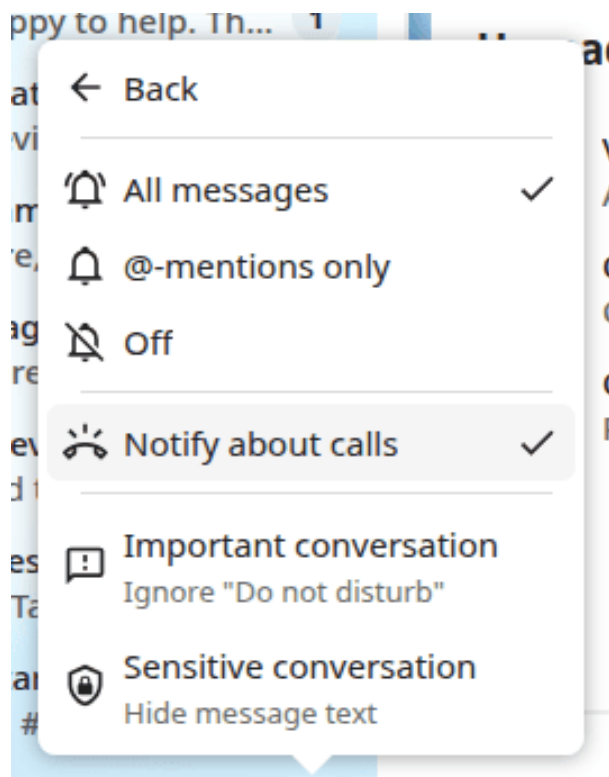 ppy to help. Th... 1
Back
All messages
@-mentions only
Off
Notify about calls
Important conversation
Ignore "Do not disturb"
Sensitive conversation
Hide message text
#